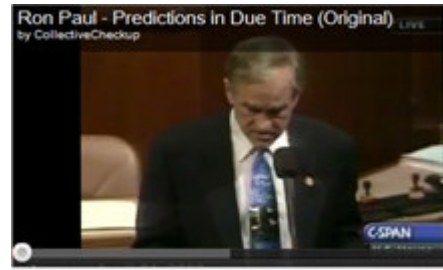 Ron Paul - Predictions in Due Time (Original)
LIVE
by CollectiveCheckup
C-SPAN